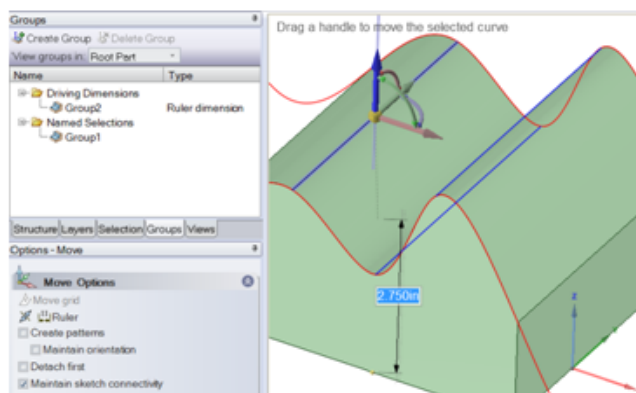 Groups
Create Group Delete Group
View groups in: Root Part
Name Type
Driving Dimensions
Group2 Ruler dimension
Named Selections
Group1
Structure Layers Selection Groups Views
Options - Move
Move Options
Move grid
Ruler
Create patterns
Maintain orientation
Detach first
Maintain sketch connectivity
Drag a handle to move the selected curve
2.750in
z
x